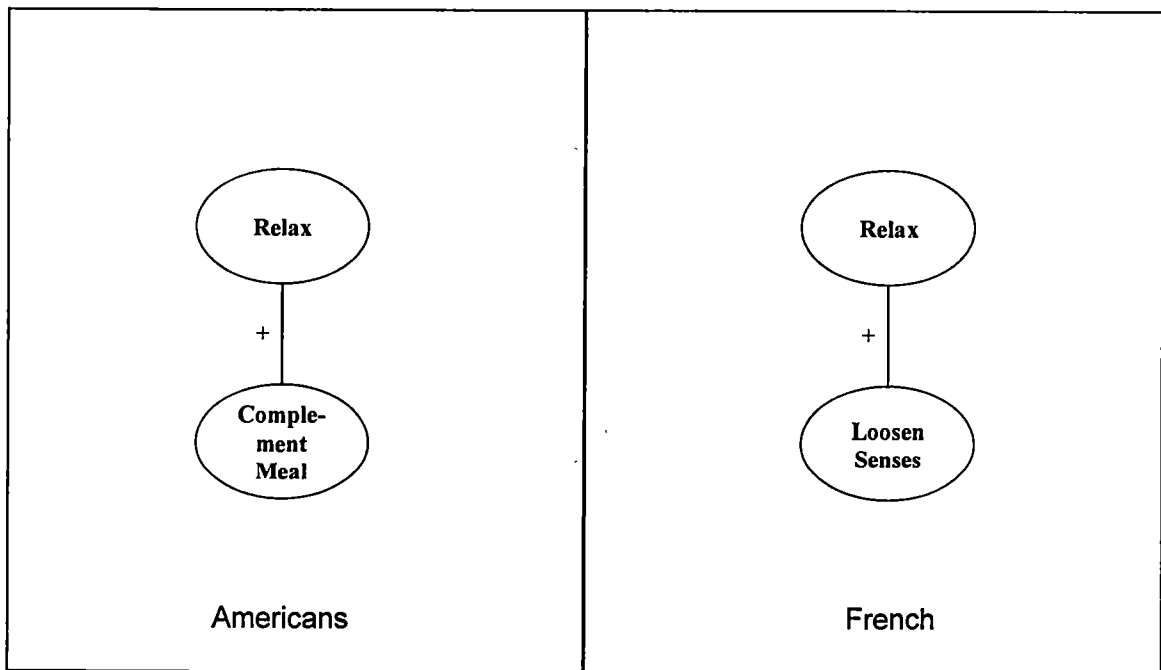 Relax
+
Comple-
ment
Meal
Americans
Relax
+
Loosen
Senses
French